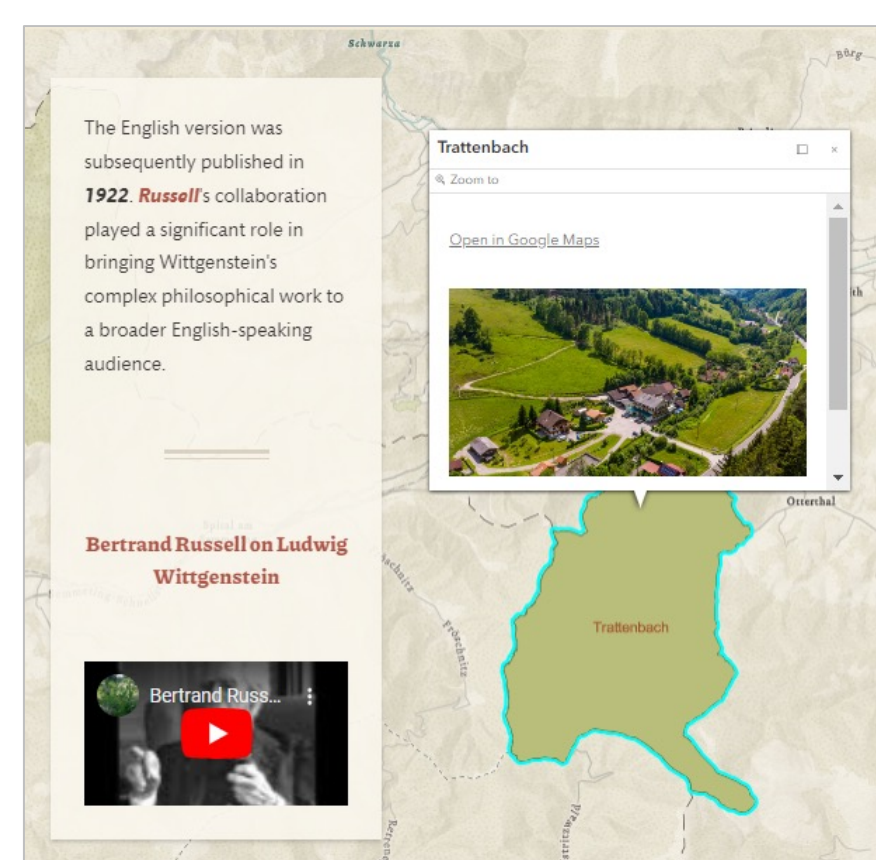 Schwarza
Bürg
The English version was
subsequently published in
1922. Russell's collaboration
played a significant role in
bringing Wittgenstein's
complex philosophical work to
a broader English-speaking
audience.
Bertrand Russell on Ludwig
Wittgenstein
Bertrand Russ...
Trattenbach
Zoom to
Open in Google Maps
Otterthal
Trattenbach
Fröschnitz